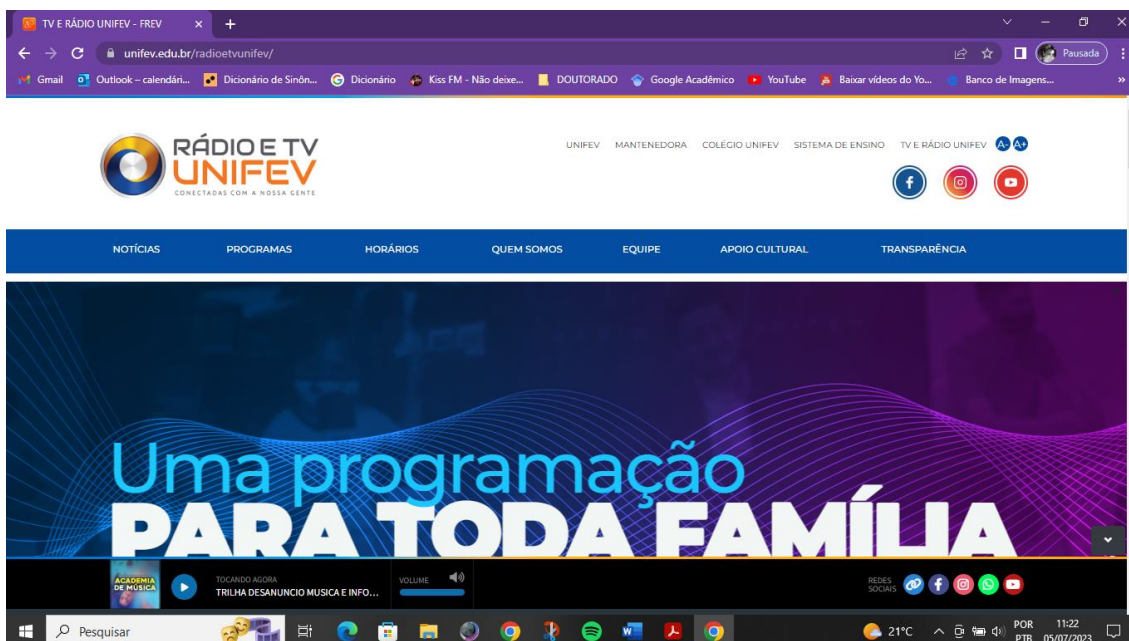 TV E RÁDIO UNIFEV - FREV
unifev.edu.br/radioetvunifev/
Pausada
Gmail
Outlook – calendári...
Dicionário de Sinôn...
Dicionário
Kiss FM - Não deixe...
DOUTORADO
Google Acadêmico
YouTube
Baixar vídeos do Yo...
Banco de Imagens...
»
RÁDIO E TV
UNIFEV
CONECTADAS COM A NOSSA GENTE
UNIFEV MANTENEDORA COLÉGIO UNIFEV SISTEMA DE ENSINO TV E RÁDIO UNIFEV A- A+
NOTÍCIAS PROGRAMAS HORÁRIOS QUEM SOMOS EQUIPE APOIO CULTURAL TRANSPARÊNCIA
Uma programação
PARA TODA FAMÍLIA
ACADEMIA
DE MÚSICA
TOCANDO AGORA
TRILHA DESANUNCIO MUSICA E INFO...
VOLUME
REDES
SOCIAIS
Pesquisar
21°C
POR
PTB
11:22
05/07/2023